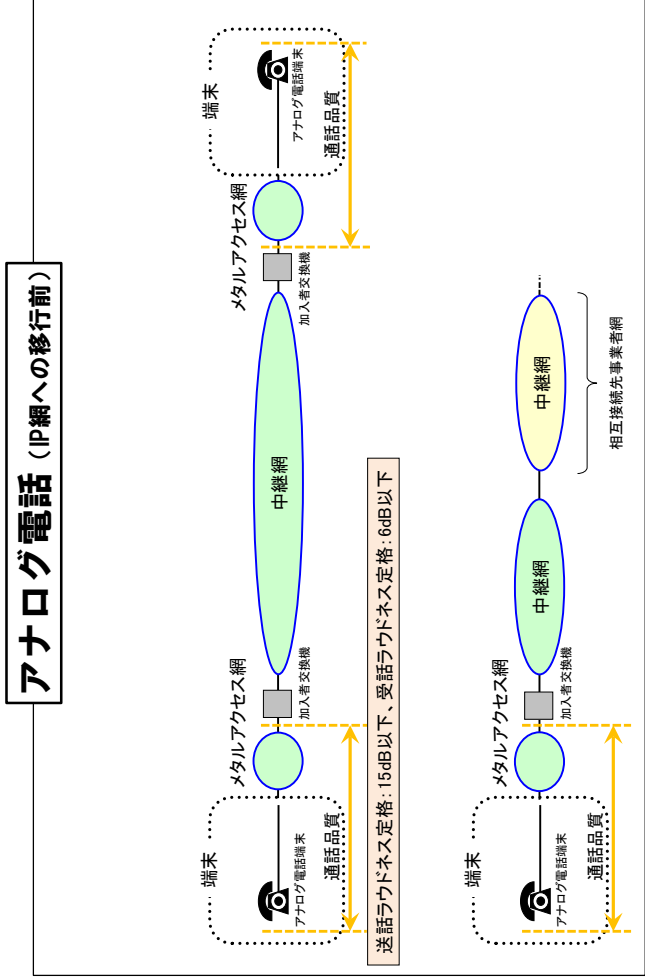 アナログ電話（IP網への移行前）
端末
アナログ電話端末
通話品質
メタルアクセス網
加入者交換機
中継網
加入者交換機
メタルアクセス網
端末
アナログ電話端末
通話品質
送話ラウドネス定格：15dB以下、受話ラウドネス定格：6dB以下
端末
アナログ電話端末
通話品質
メタルアクセス網
加入者交換機
中継網
中継網
相互接続先事業者網